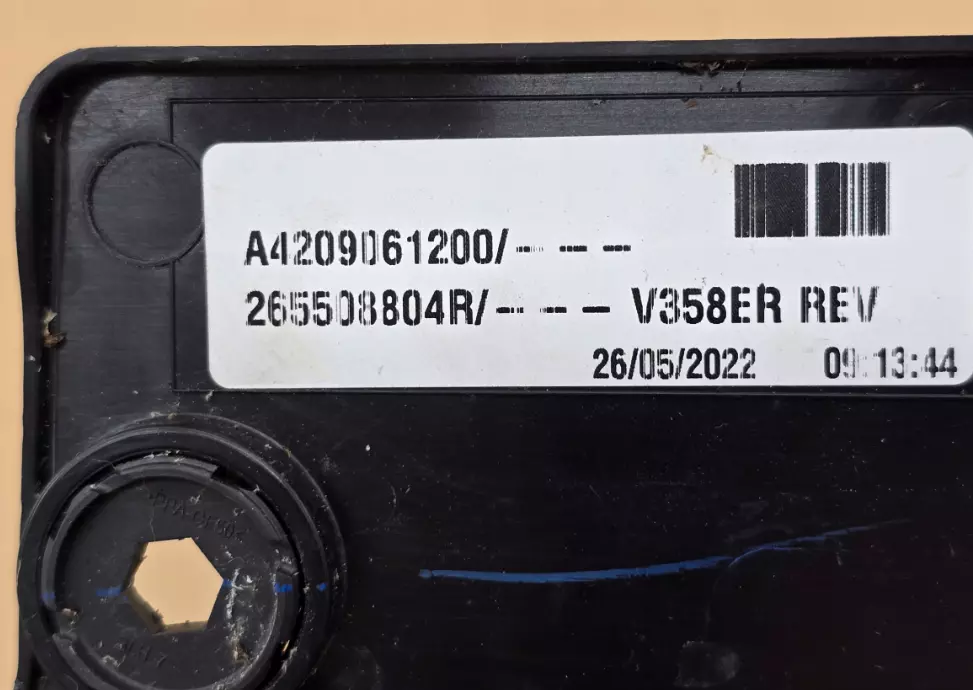 A4209061200/- -- --
265508804R/- - -- -- V358ER REV
26/05/2022 09:13:44